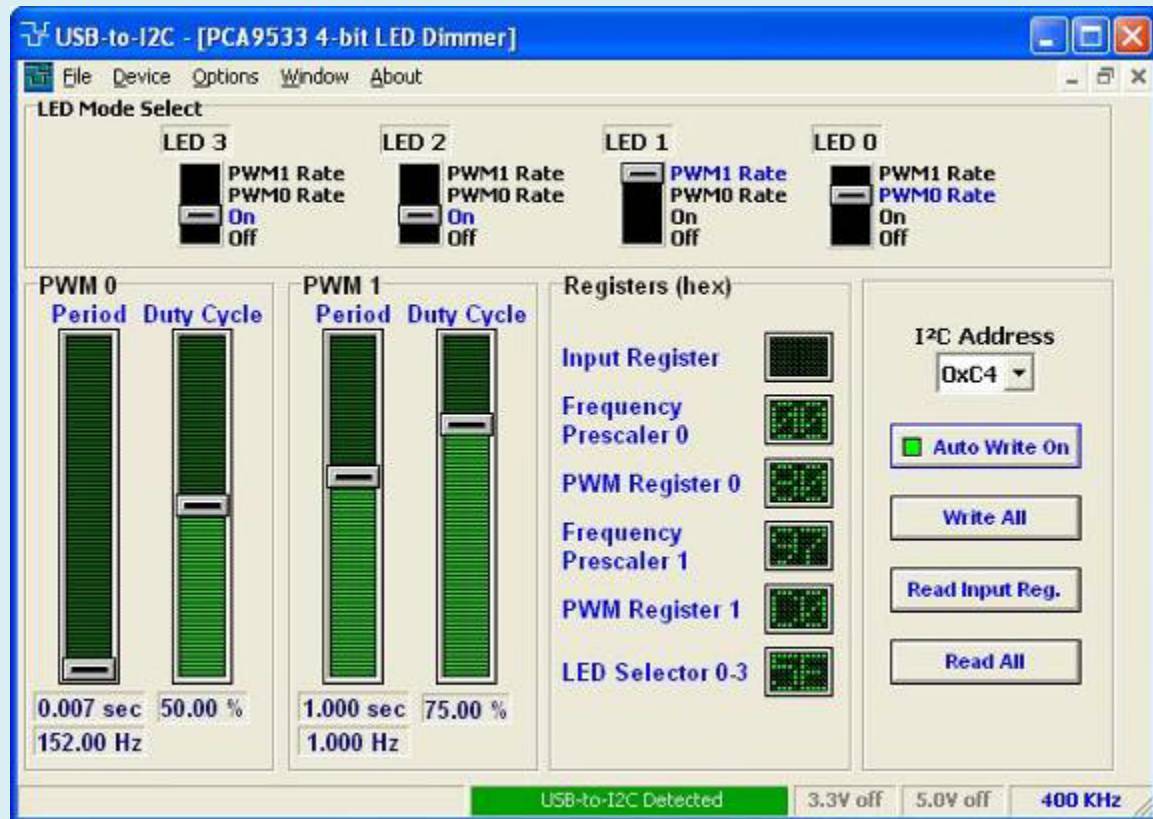 USB-to-I2C - [PCA9533 4-bit LED Dimmer]
File Device Options Window About
LED Mode Select
LED 3
PWM1 Rate
PWM0 Rate
On
Off
LED 2
PWM1 Rate
PWM0 Rate
On
Off
LED 1
PWM1 Rate
PWM0 Rate
On
Off
LED 0
PWM1 Rate
PWM0 Rate
On
Off
PWM 0
Period Duty Cycle
0.007 sec 50.00 %
152.00 Hz
PWM 1
Period Duty Cycle
1.000 sec 75.00 %
1.000 Hz
Registers (hex)
Input Register
Frequency
Prescaler 0
PWM Register 0
Frequency
Prescaler 1
PWM Register 1
LED Selector 0-3
I²C Address
0xC4
Auto Write On
Write All
Read Input Reg.
Read All
USB-to-I2C Detected 3.3V off 5.0V off 400 KHz